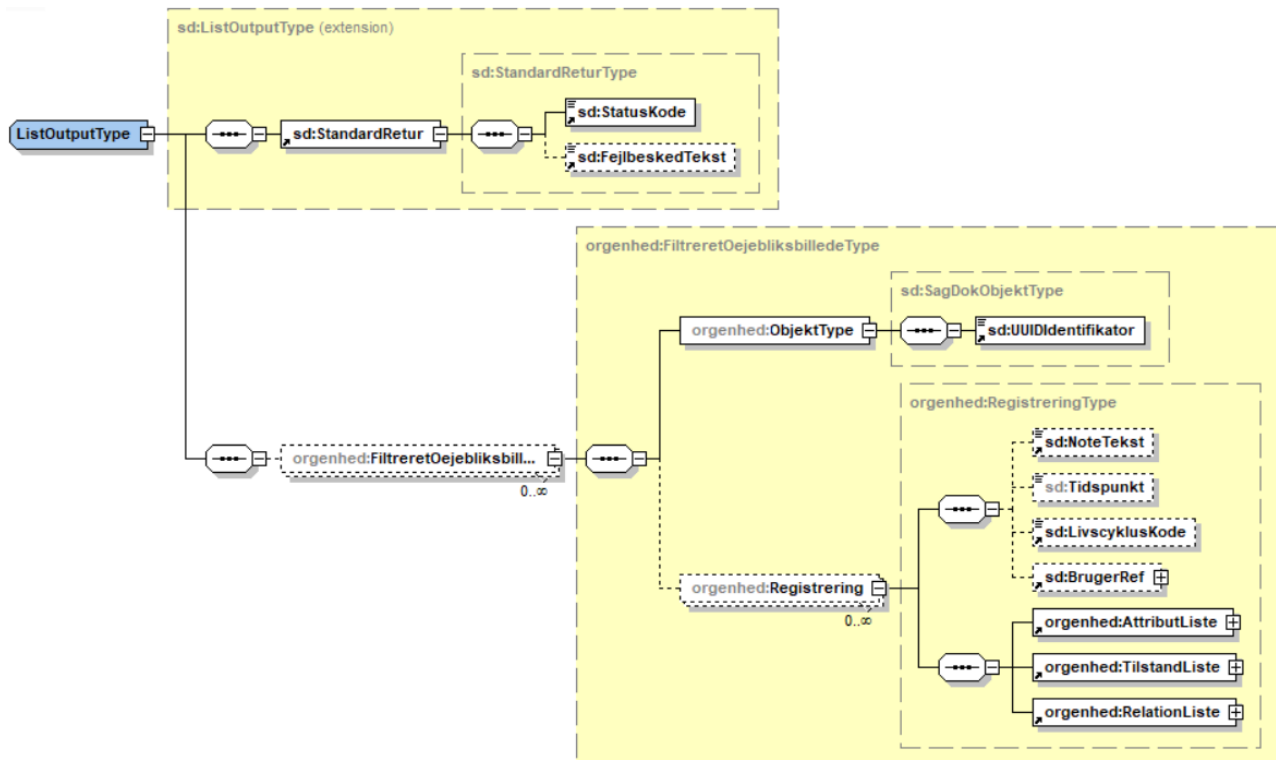 sd:ListOutputType (extension)
sd:StandardReturType
sd:StatusKode
ListOutputType
sd:StandardRetur
sd:FejlbeskedTekst
orgenhed:FiltreretOejebliksbilledeType
sd:SagDokObjektType
orgenhed:ObjektType
sd:UUIDIdentifikator
orgenhed:RegistreringType
sd:NoteTekst
orgenhed:FiltreretOejebliksbill...
0..∞
sd:Tidspunkt
sd:LivscyklusKode
sd:BrugerRef
orgenhed:Registrering
0..∞
orgenhed:AttributListe
orgenhed:TilstandListe
orgenhed:RelationListe